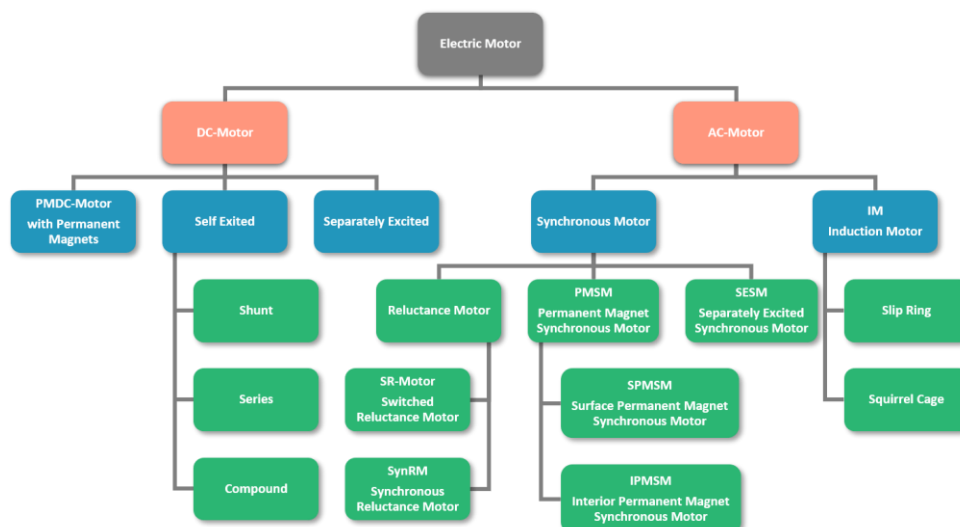 Electric Motor
DC-Motor
AC-Motor
PMDC-Motor
with Permanent
Magnets
Self Exited
Separately Excited
Synchronous Motor
IM
Induction Motor
Shunt
Reluctance Motor
PMSM
Permanent Magnet
Synchronous Motor
SESM
Separately Excited
Synchronous Motor
Slip Ring
Series
SR-Motor
Switched
Reluctance Motor
SPMSM
Surface Permanent Magnet
Synchronous Motor
Squirrel Cage
Compound
SynRM
Synchronous
Reluctance Motor
IPMSM
Interior Permanent Magnet
Synchronous Motor